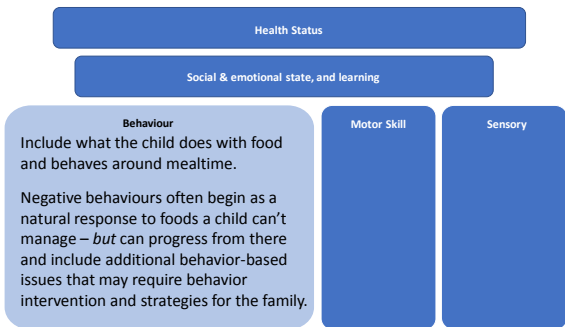 Health Status
Social & emotional state, and learning
Behaviour
Include what the child does with food
and behaves around mealtime.
Negative behaviours often begin as a
natural response to foods a child can't
manage – but can progress from there
and include additional behavior-based
issues that may require behavior
intervention and strategies for the family.
Motor Skill
Sensory